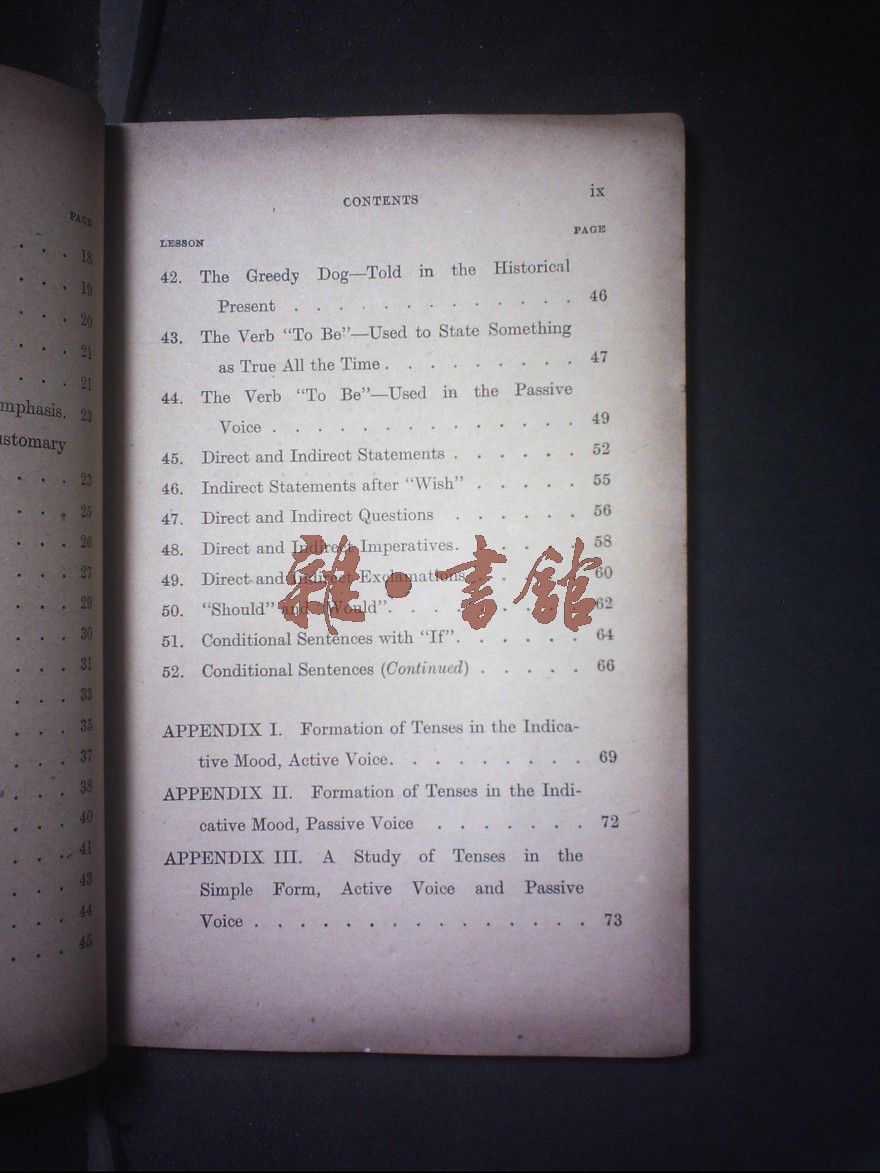 PAGE
18
19
20
21
21
mphasis. 23
stomary
23
25
26
27
29
30
31
33
35
37
38
40
41
43
44
45
CONTENTS ix
LESSON PAGE
42. The Greedy Dog—Told in the Historical
Present . . . . . . . . . . . . . 46
43. The Verb “To Be”—Used to State Something
as True All the Time . . . . . . . . . 47
44. The Verb “To Be”—Used in the Passive
Voice . . . . . . . . . . . . . . 49
45. Direct and Indirect Statements . . . . . . 52
46. Indirect Statements after “Wish” . . . . . 55
47. Direct and Indirect Questions . . . . . . 56
48. Direct and Indirect Imperatives. . . . . 58
49. Direct and Indirect Exclamations. . . . . 60
50. “Should” and “Would”. . . . . . . . 62
51. Conditional Sentences with “If”. . . . . . 64
52. Conditional Sentences (Continued) . . . . . 66
雜·書館
APPENDIX I. Formation of Tenses in the Indica-
tive Mood, Active Voice. . . . . . . . . 69
APPENDIX II. Formation of Tenses in the Indi-
cative Mood, Passive Voice . . . . . . . 72
APPENDIX III. A Study of Tenses in the
Simple Form, Active Voice and Passive
Voice . . . . . . . . . . . . . . . 73